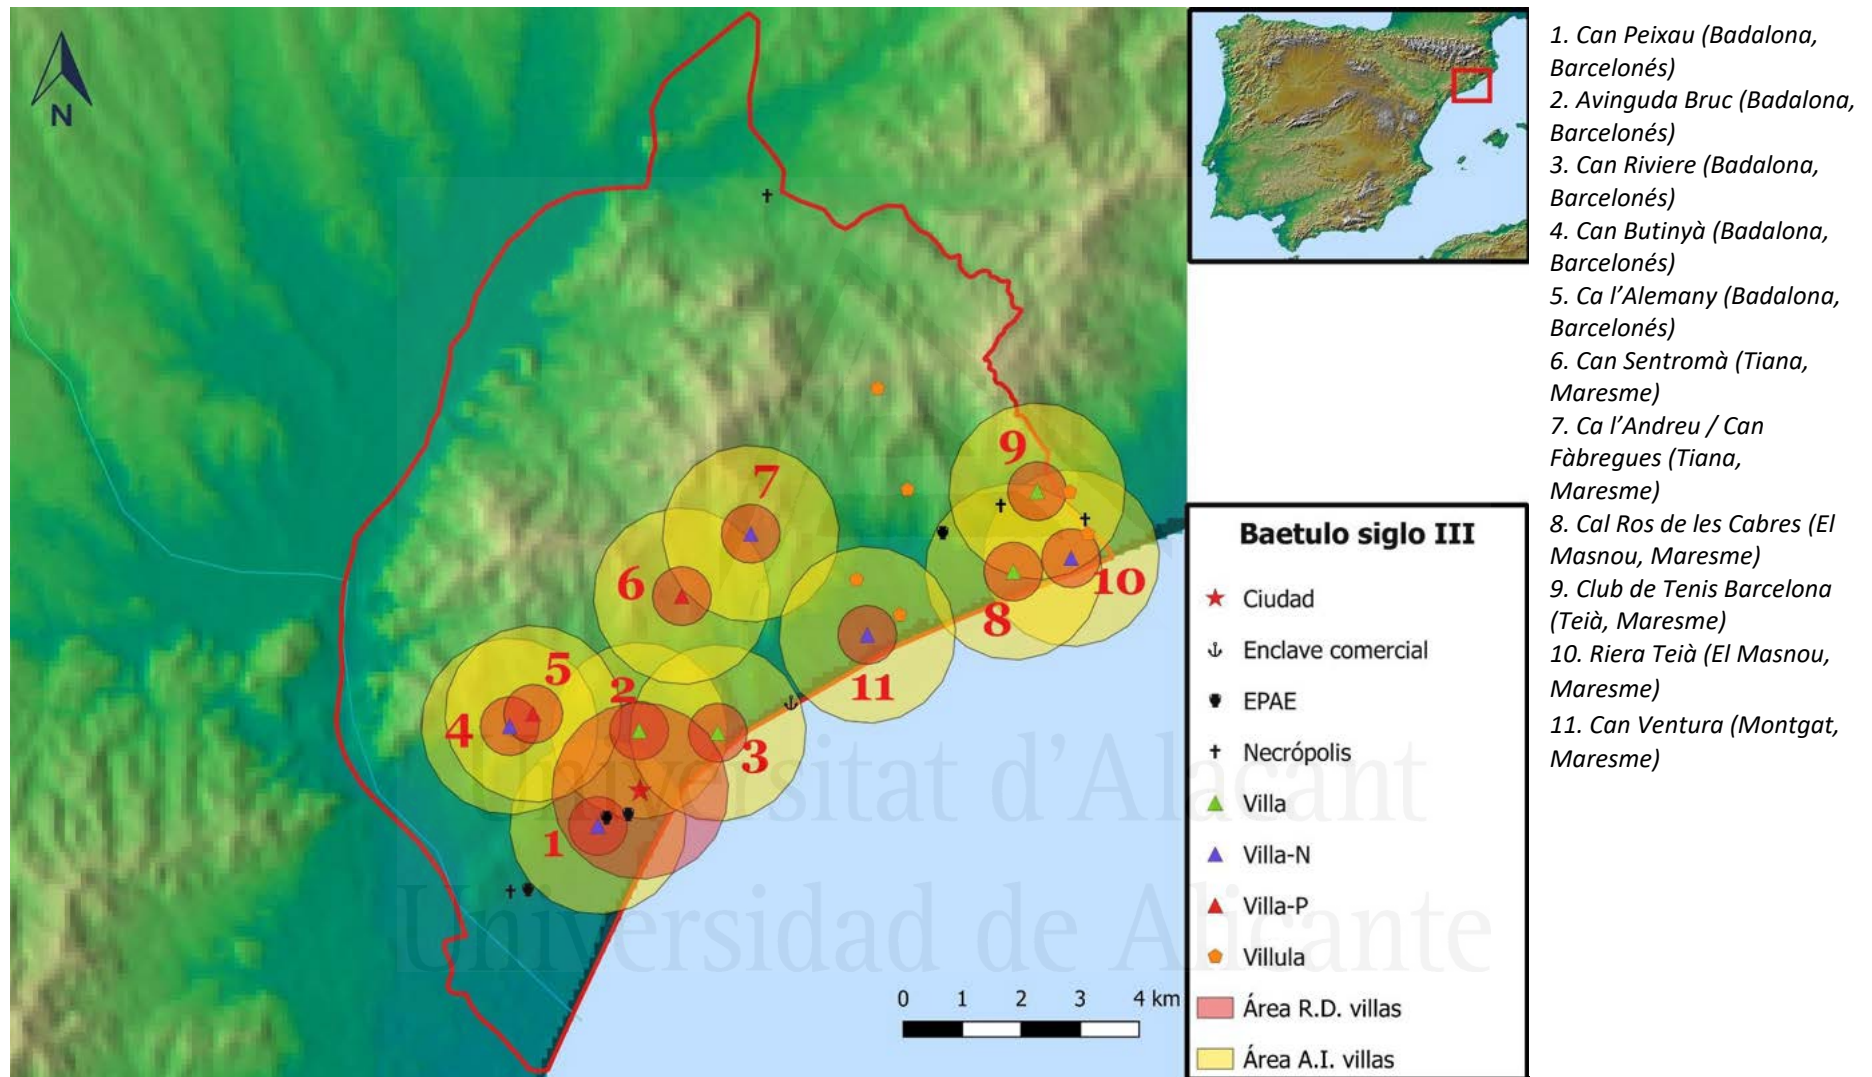 N
1
2
3
4
5
6
7
8
9
10
11
0 1 2 3 4 km
Universitat d'Alacant
Universidad de Alicante
Baetulo siglo III
Ciudad
Enclave comercial
EPAE
Necrópolis
Villa
Villa-N
Villa-P
Villula
Área R.D. villas
Área A.I. villas
1. Can Peixau (Badalona,
Barcelonés)
2. Avinguda Bruc (Badalona,
Barcelonés)
3. Can Riviere (Badalona,
Barcelonés)
4. Can Butinyà (Badalona,
Barcelonés)
5. Ca l’Alemany (Badalona,
Barcelonés)
6. Can Sentromà (Tiana,
Maresme)
7. Ca l’Andreu / Can
Fàbregues (Tiana,
Maresme)
8. Cal Ros de les Cabres (El
Masnou, Maresme)
9. Club de Tenis Barcelona
(Teià, Maresme)
10. Riera Teià (El Masnou,
Maresme)
11. Can Ventura (Montgat,
Maresme)